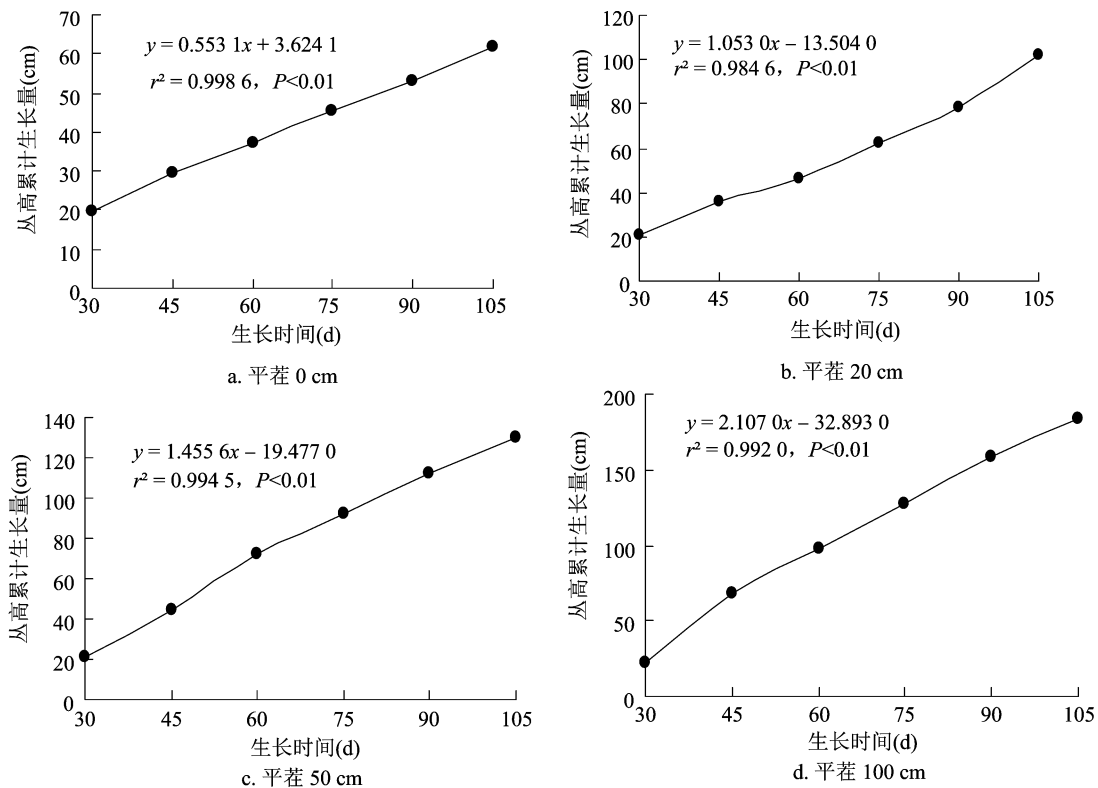 y = 0.553 1x + 3.624 1
r² = 0.998 6，P<0.01
丛高累计生长量(cm)
70
60
50
40
30
20
10
0
30 45 60 75 90 105
生长时间(d)
a. 平茬 0 cm
y = 1.053 0x − 13.504 0
r² = 0.984 6，P<0.01
丛高累计生长量(cm)
120
100
80
60
40
20
0
30 45 60 75 90 105
生长时间(d)
b. 平茬 20 cm
y = 1.455 6x − 19.477 0
r² = 0.994 5，P<0.01
丛高累计生长量(cm)
140
120
100
80
60
40
20
0
30 45 60 75 90 105
生长时间(d)
c. 平茬 50 cm
y = 2.107 0x − 32.893 0
r² = 0.992 0，P<0.01
丛高累计生长量(cm)
200
150
100
50
0
30 45 60 75 90 105
生长时间(d)
d. 平茬 100 cm